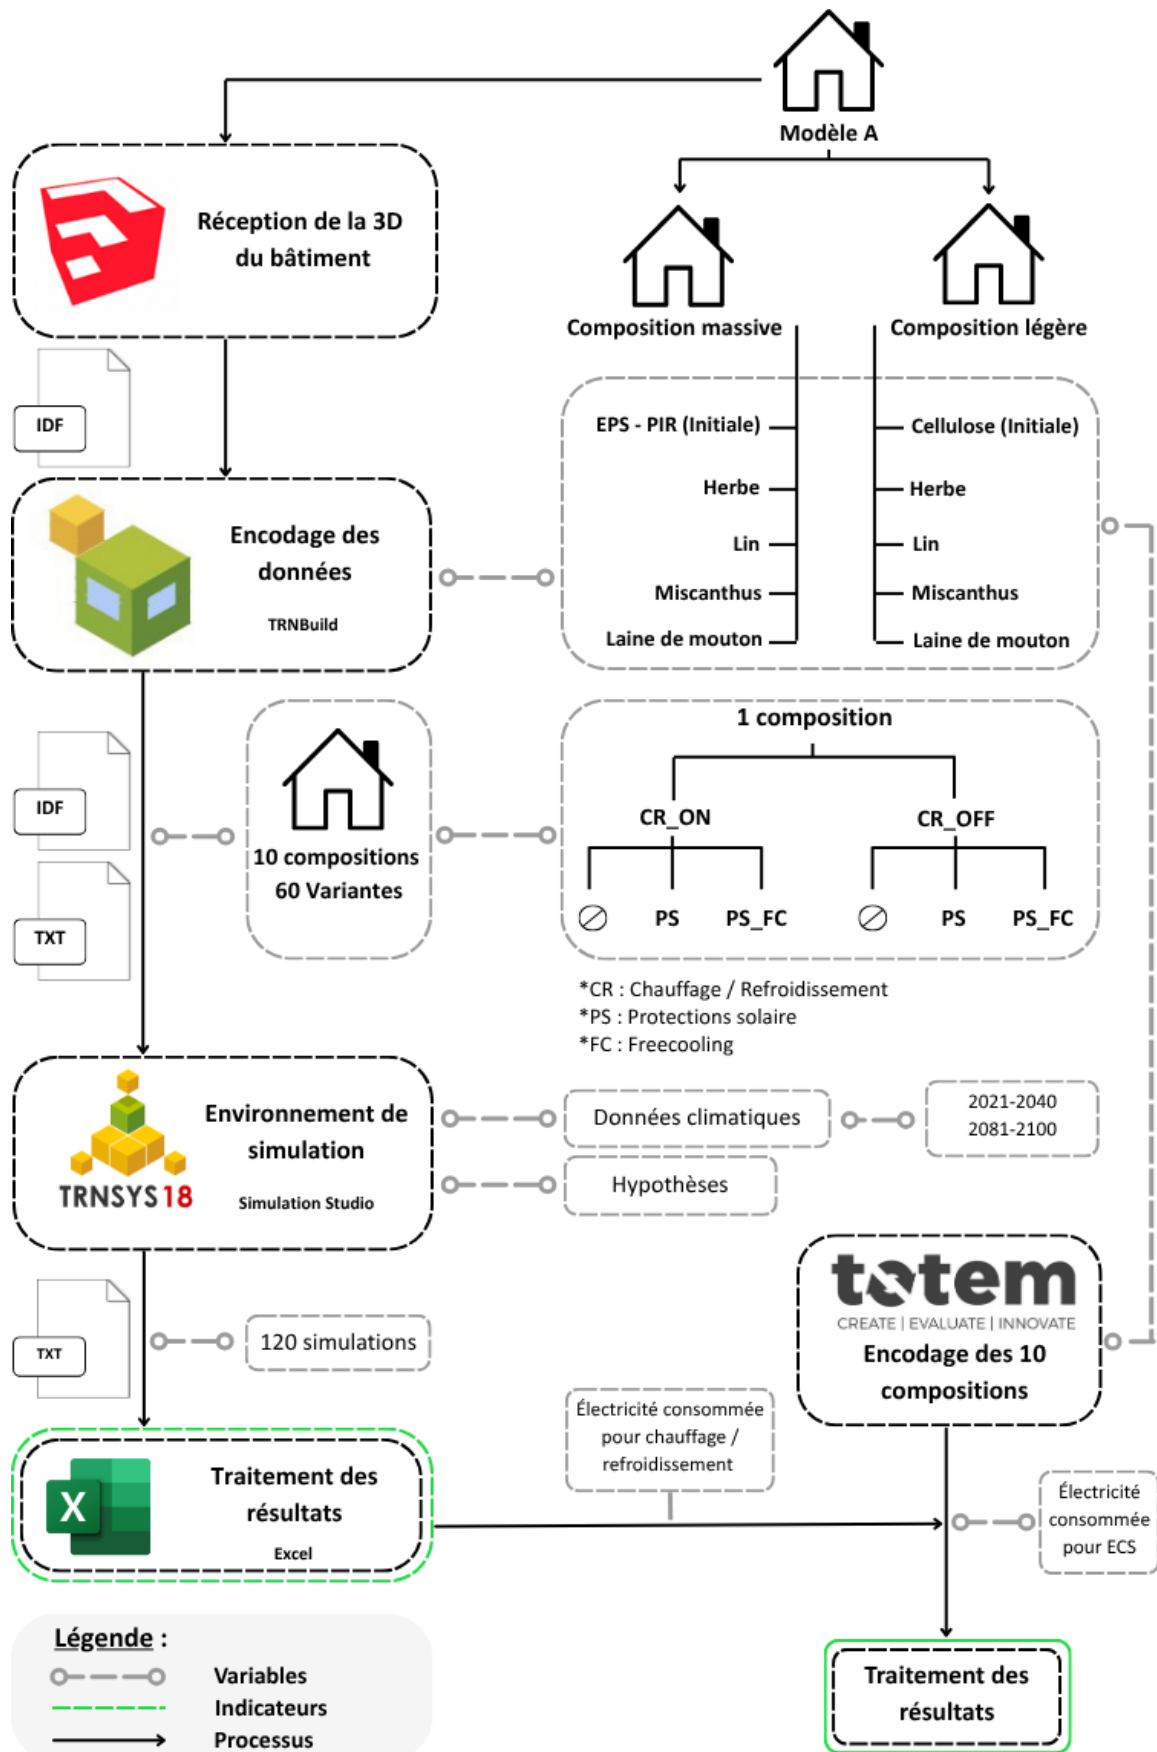 Modèle A
Réception de la 3D
du bâtiment
Composition massive
Composition légère
IDF
EPS - PIR (Initiale)
Herbe
Lin
Miscanthus
Laine de mouton
Cellulose (Initiale)
Herbe
Lin
Miscanthus
Laine de mouton
Encodage des
données
TRNBuild
IDF
TXT
10 compositions
60 Variantes
1 composition
CR_ON
CR_OFF
PS
PS_FC
PS
PS_FC
*CR : Chauffage / Refroidissement
*PS : Protections solaire
*FC : Freecooling
TRNSYS 18
Environnement de
simulation
Simulation Studio
Données climatiques
2021-2040
2081-2100
Hypothèses
TXT
120 simulations
totem
CREATE | EVALUATE | INNOVATE
Encodage des 10
compositions
Électricité consommée
pour chauffage /
refroidissement
X
Traitement des
résultats
Excel
Électricité
consommée
pour ECS
Traitement des
résultats
Légende :
Variables
Indicateurs
Processus